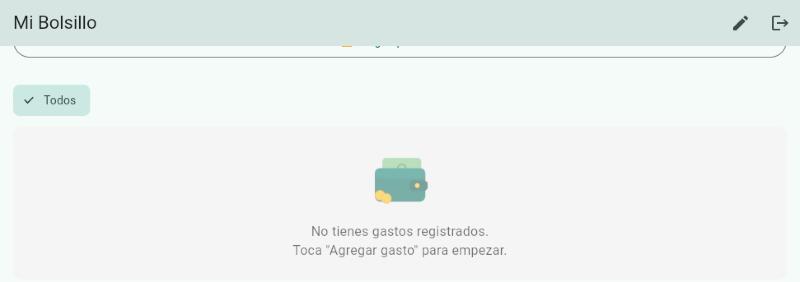 Mi Bolsillo
Todos
No tienes gastos registrados.
Toca "Agregar gasto" para empezar.